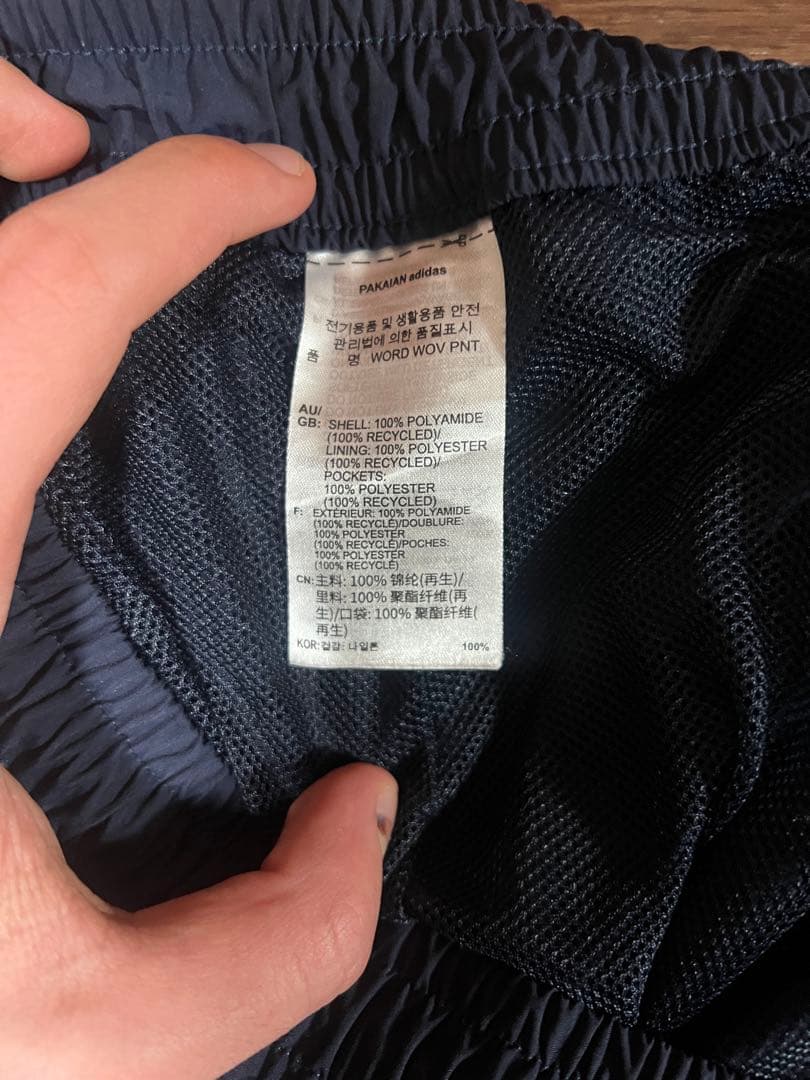 PAKAIAN adidas
전기용품 및 생활용품 안전
관리법에 의한 품질표시
품 명 WORD WOV PNT
AU/
GB: SHELL: 100% POLYAMIDE
(100% RECYCLED)/
LINING: 100% POLYESTER
(100% RECYCLED)/
POCKETS:
100% POLYESTER
(100% RECYCLED)
F: EXTÉRIEUR: 100% POLYAMIDE
(100% RECYCLÉ)/DOUBLURE:
100% POLYESTER
(100% RECYCLÉ)/POCHES:
100% POLYESTER
(100% RECYCLÉ)
CN: 主料: 100% 锦纶(再生)/
里料: 100% 聚酯纤维(再
生)/口袋: 100% 聚酯纤维(
再生)
KOR: 겉감: 나일론 100%